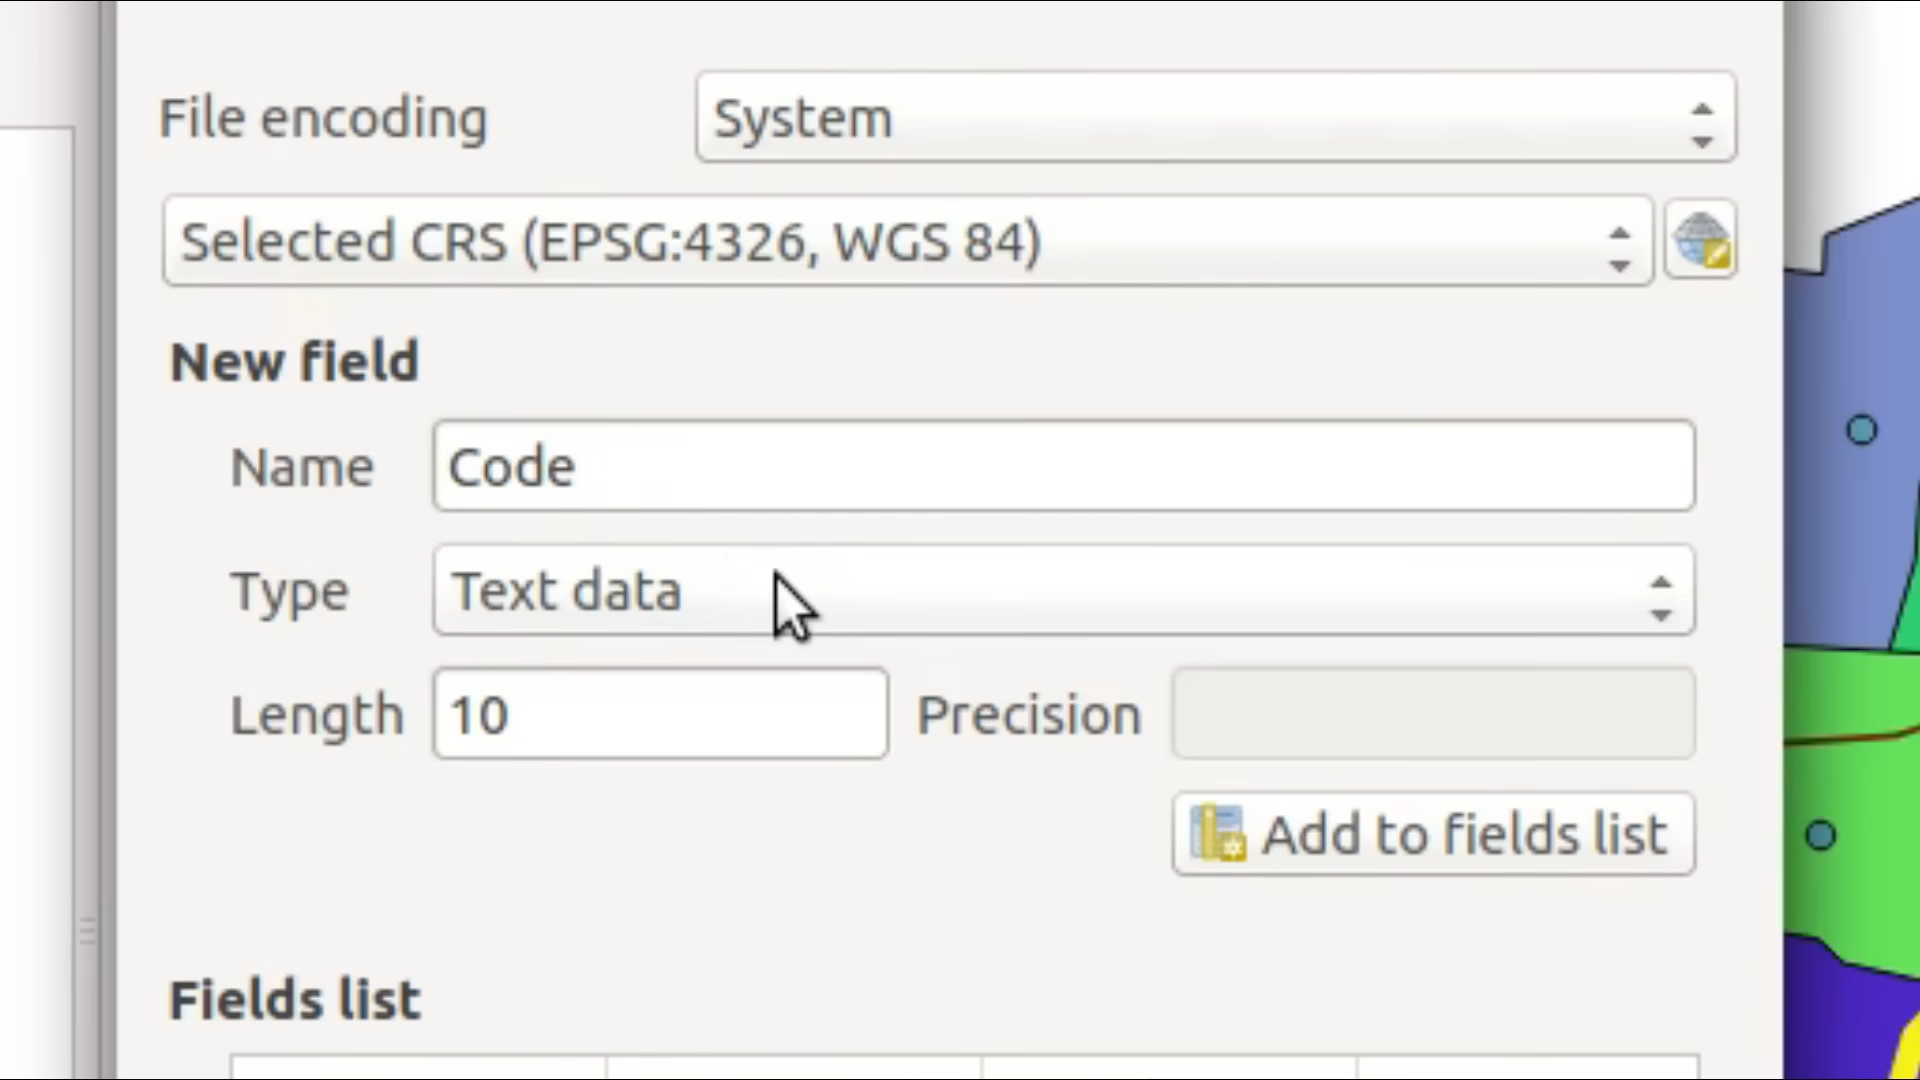 File encoding System
Selected CRS (EPSG:4326, WGS 84)
New field
Name Code
Type Text data
Length 10 Precision
Add to fields list
Fields list